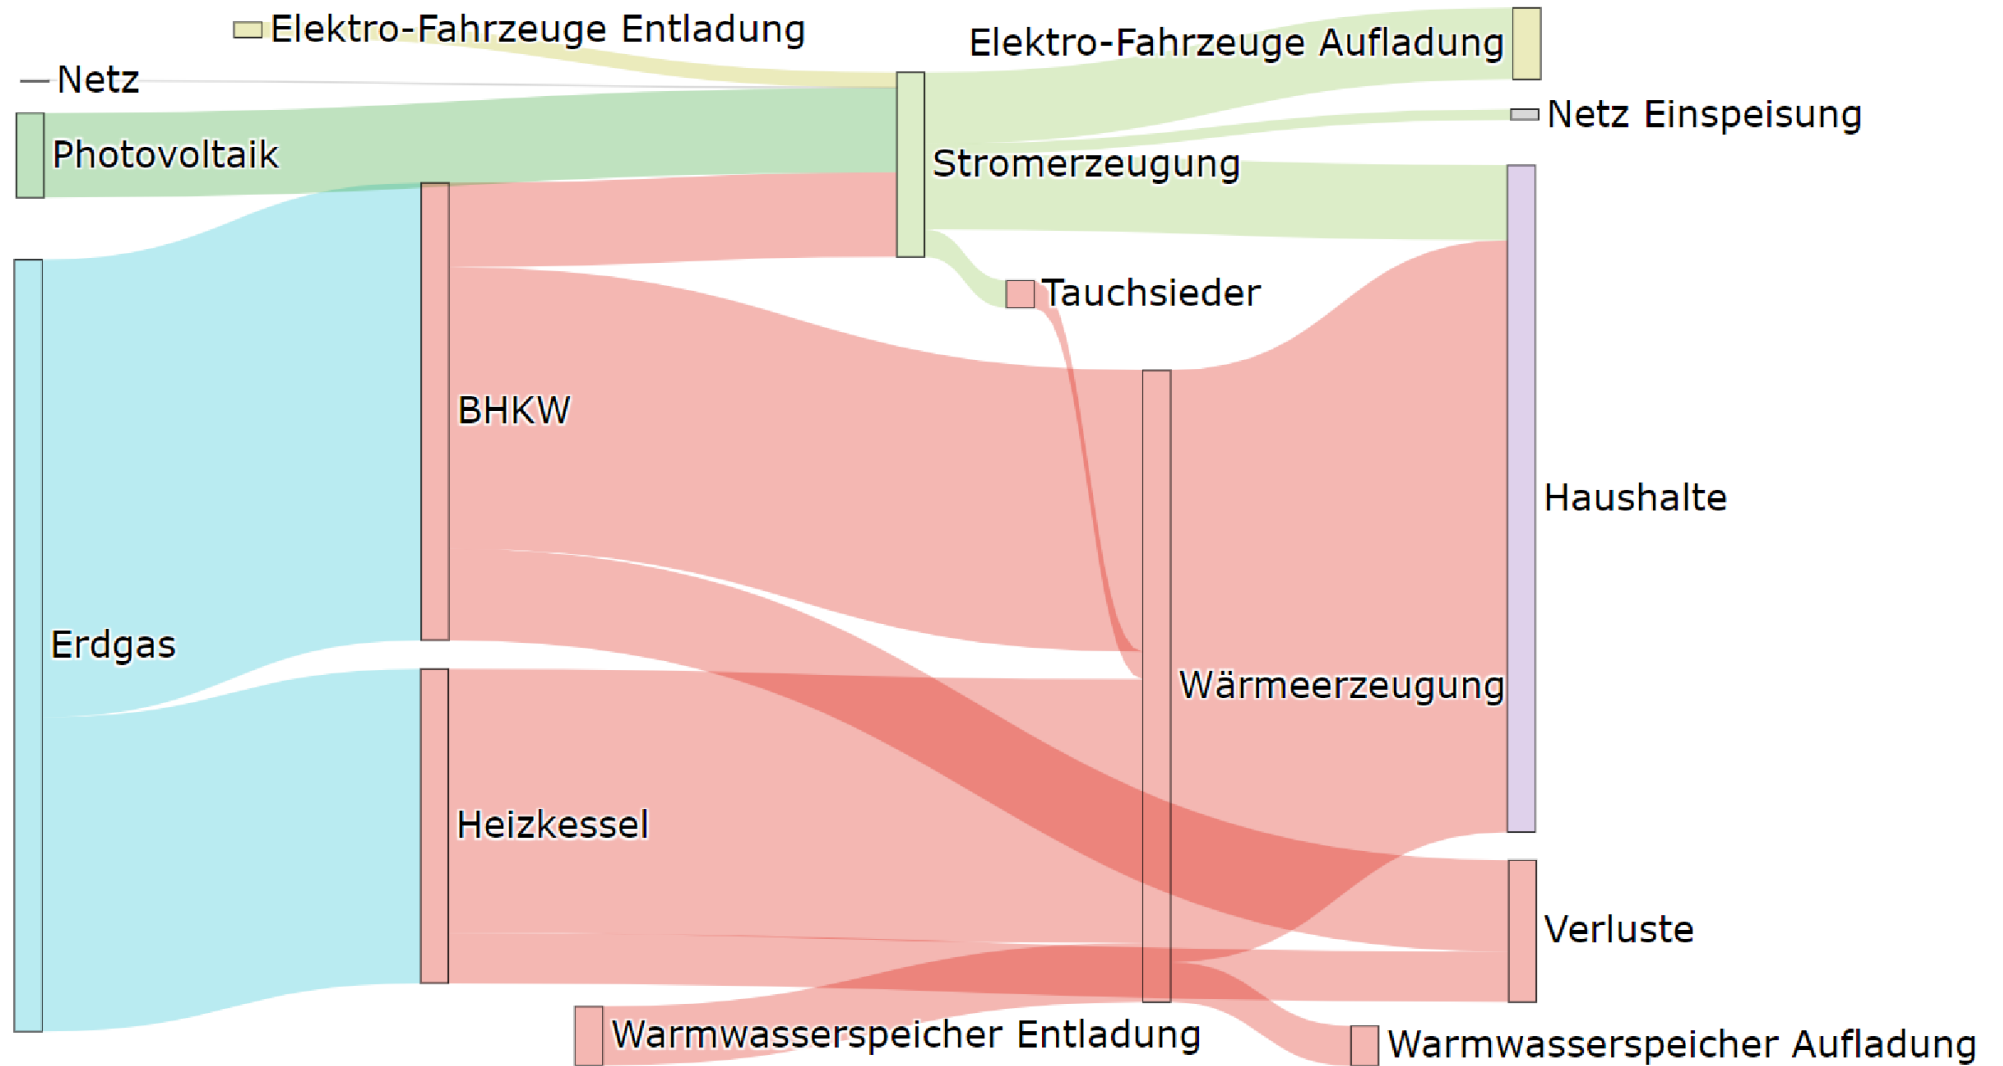 Elektro-Fahrzeuge Entladung
Elektro-Fahrzeuge Aufladung
Netz
Netz Einspeisung
Photovoltaik
Stromerzeugung
Tauchsieder
BHKW
Haushalte
Erdgas
Wärmeerzeugung
Heizkessel
Verluste
Warmwasserspeicher Entladung
Warmwasserspeicher Aufladung